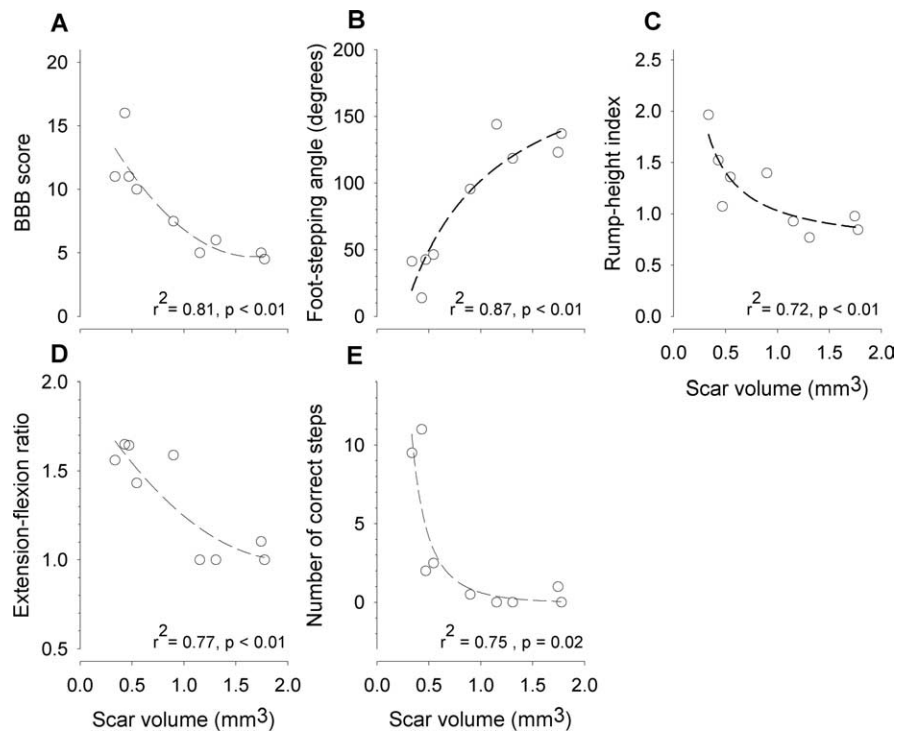 A
BBB score
20
15
10
5
0
r2 = 0.81, p < 0.01
B
Foot-stepping angle (degrees)
200
150
100
50
0
r2 = 0.87, p < 0.01
C
Rump-height index
2.5
2.0
1.5
1.0
0.5
0.0
r2 = 0.72, p < 0.01
0.0 0.5 1.0 1.5 2.0
Scar volume (mm3)
D
Extension-flexion ratio
2.0
1.5
1.0
0.5
r2 = 0.77, p < 0.01
0.0 0.5 1.0 1.5 2.0
Scar volume (mm3)
E
Number of correct steps
10
5
0
r2 = 0.75 , p = 0.02
0.0 0.5 1.0 1.5 2.0
Scar volume (mm3)